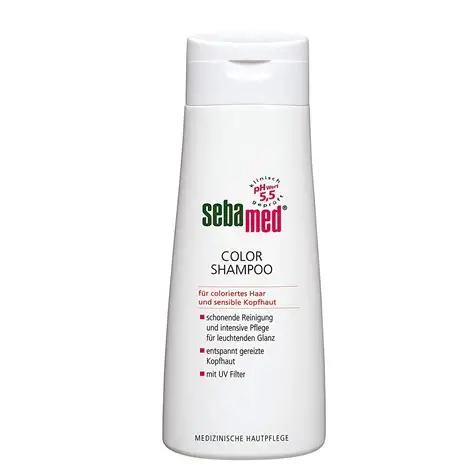 klinisch
pH Wert
5,5
geprüft
sebamed®
COLOR
SHAMPOO
für coloriertes Haar
und sensible Kopfhaut
schonende Reinigung
und intensive Pflege
für leuchtenden Glanz
entspannt gereizte
Kopfhaut
mit UV Filter
MEDIZINISCHE HAUTPFLEGE